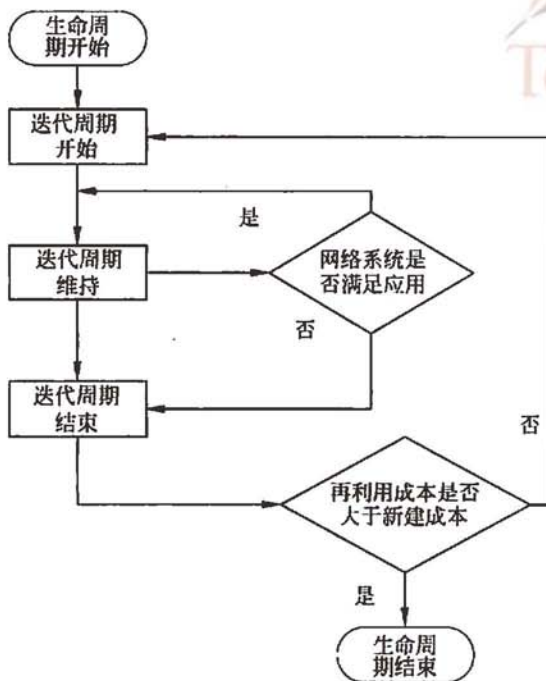 生命周
期开始
迭代周期
开始
是
迭代周期
维持
网络系统是
否满足应用
否
迭代周期
结束
否
再利用成本是否
大于新建成本
是
生命周
期结束